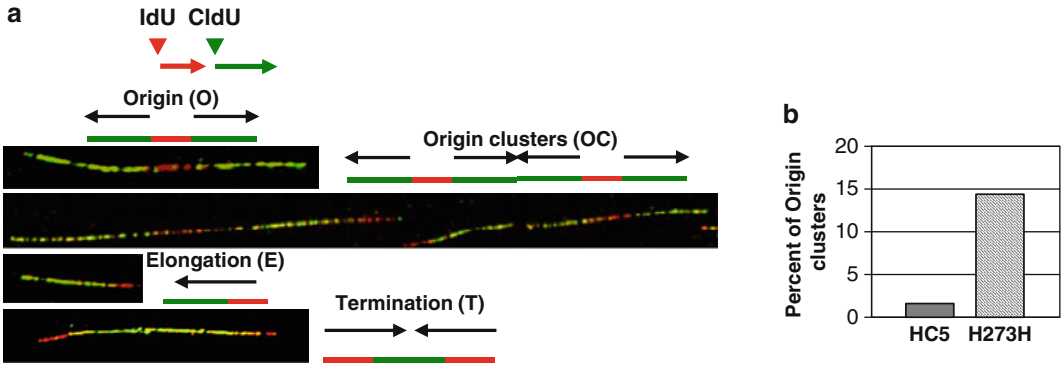 a
IdU CldU
Origin (O)
Origin clusters (OC)
Elongation (E)
Termination (T)
b
Percent of Origin
clusters
20
15
10
5
0
HC5 H273H